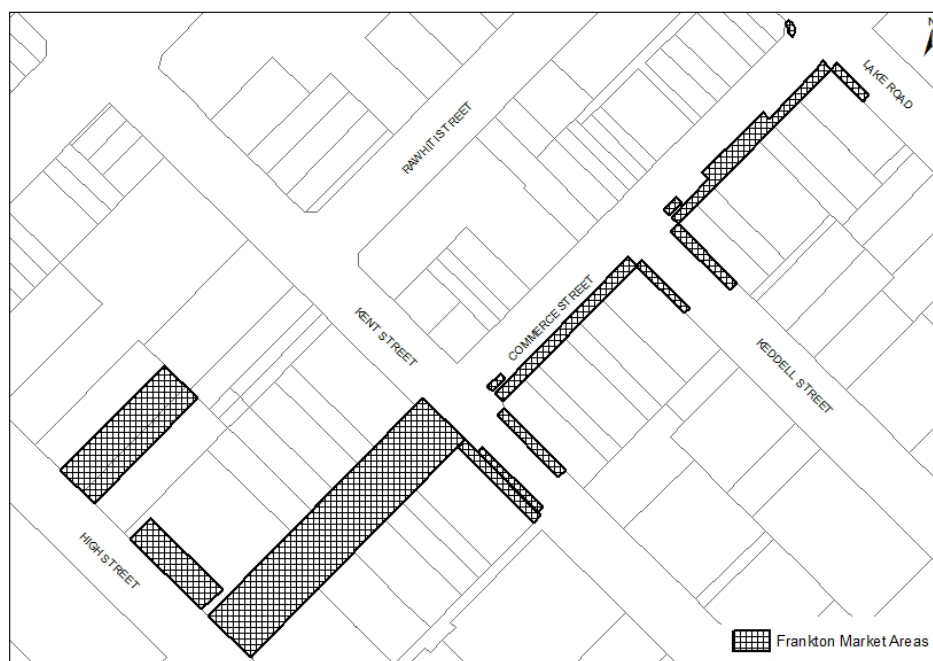 N
LAKE ROAD
RAWHITI STREET
COMMERCE STREET
KENT STREET
KEDDELL STREET
HIGH STREET
Frankton Market Areas